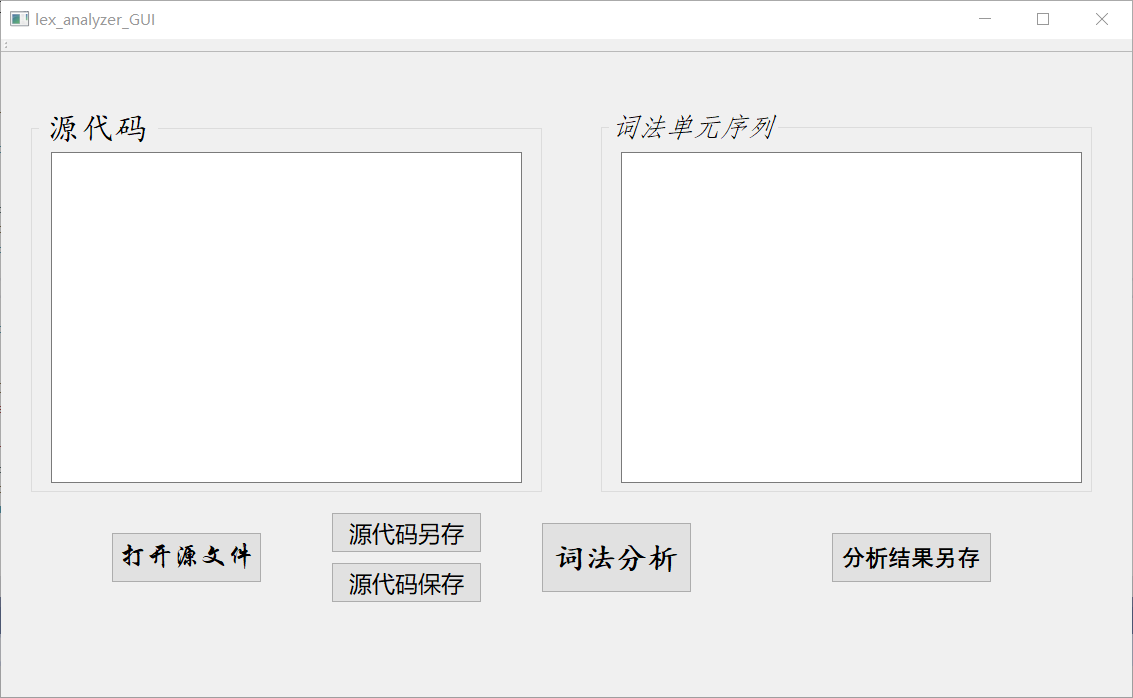 lex_analyzer_GUI
源代码
词法单元序列
打开源文件
源代码另存
源代码保存
词法分析
分析结果另存